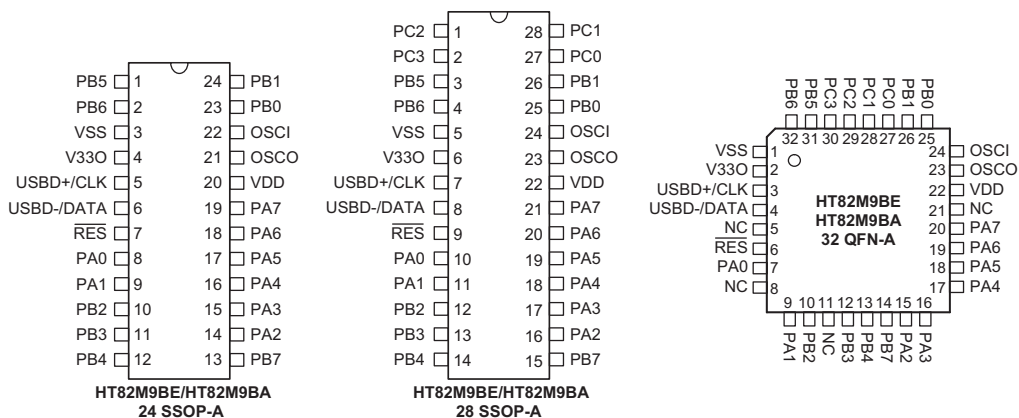 PB5 1 24 PB1
PB6 2 23 PB0
VSS 3 22 OSCI
V33O 4 21 OSCO
USBD+/CLK 5 20 VDD
USBD-/DATA 6 19 PA7
RES 7 18 PA6
PA0 8 17 PA5
PA1 9 16 PA4
PB2 10 15 PA3
PB3 11 14 PA2
PB4 12 13 PB7
HT82M9BE/HT82M9BA
24 SSOP-A
PC2 1 28 PC1
PC3 2 27 PC0
PB5 3 26 PB1
PB6 4 25 PB0
VSS 5 24 OSCI
V33O 6 23 OSCO
USBD+/CLK 7 22 VDD
USBD-/DATA 8 21 PA7
RES 9 20 PA6
PA0 10 19 PA5
PA1 11 18 PA4
PB2 12 17 PA3
PB3 13 16 PA2
PB4 14 15 PB7
HT82M9BE/HT82M9BA
28 SSOP-A
PB6 PB5 PC3 PC2 PC1 PC0 PB1 PB0
32 31 30 29 28 27 26 25
VSS 1 24 OSCI
V33O 2 23 OSCO
USBD+/CLK 3 22 VDD
USBD-/DATA 4 21 NC
NC 5 20 PA7
RES 6 19 PA6
PA0 7 18 PA5
NC 8 17 PA4
HT82M9BE
HT82M9BA
32 QFN-A
9 10 11 12 13 14 15 16
PA1 PB2 NC PB3 PB4 PB7 PA2 PA3